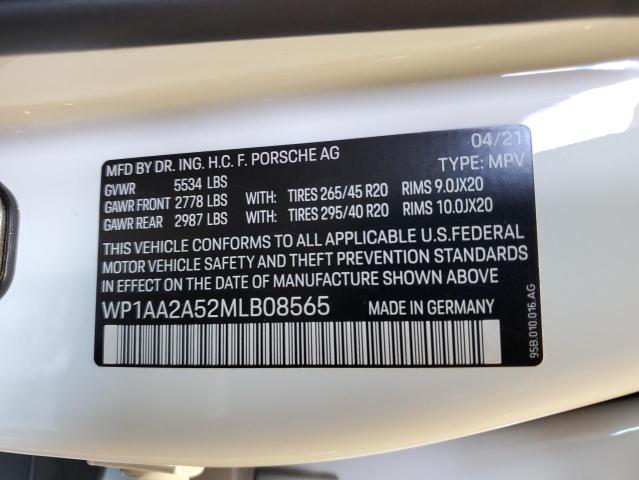 MFD BY DR. ING. H.C. F. PORSCHE AG 04/21
GVWR 5534 LBS TYPE: MPV
GAWR FRONT 2778 LBS WITH: TIRES 265/45 R20 RIMS 9.0JX20
GAWR REAR 2987 LBS WITH: TIRES 295/40 R20 RIMS 10.0JX20
THIS VEHICLE CONFORMS TO ALL APPLICABLE U.S.FEDERAL
MOTOR VEHICLE SAFETY AND THEFT PREVENTION STANDARDS
IN EFFECT ON THE DATE OF MANUFACTURE SHOWN ABOVE
WP1AA2A52MLB08565
95B.010.016.AG